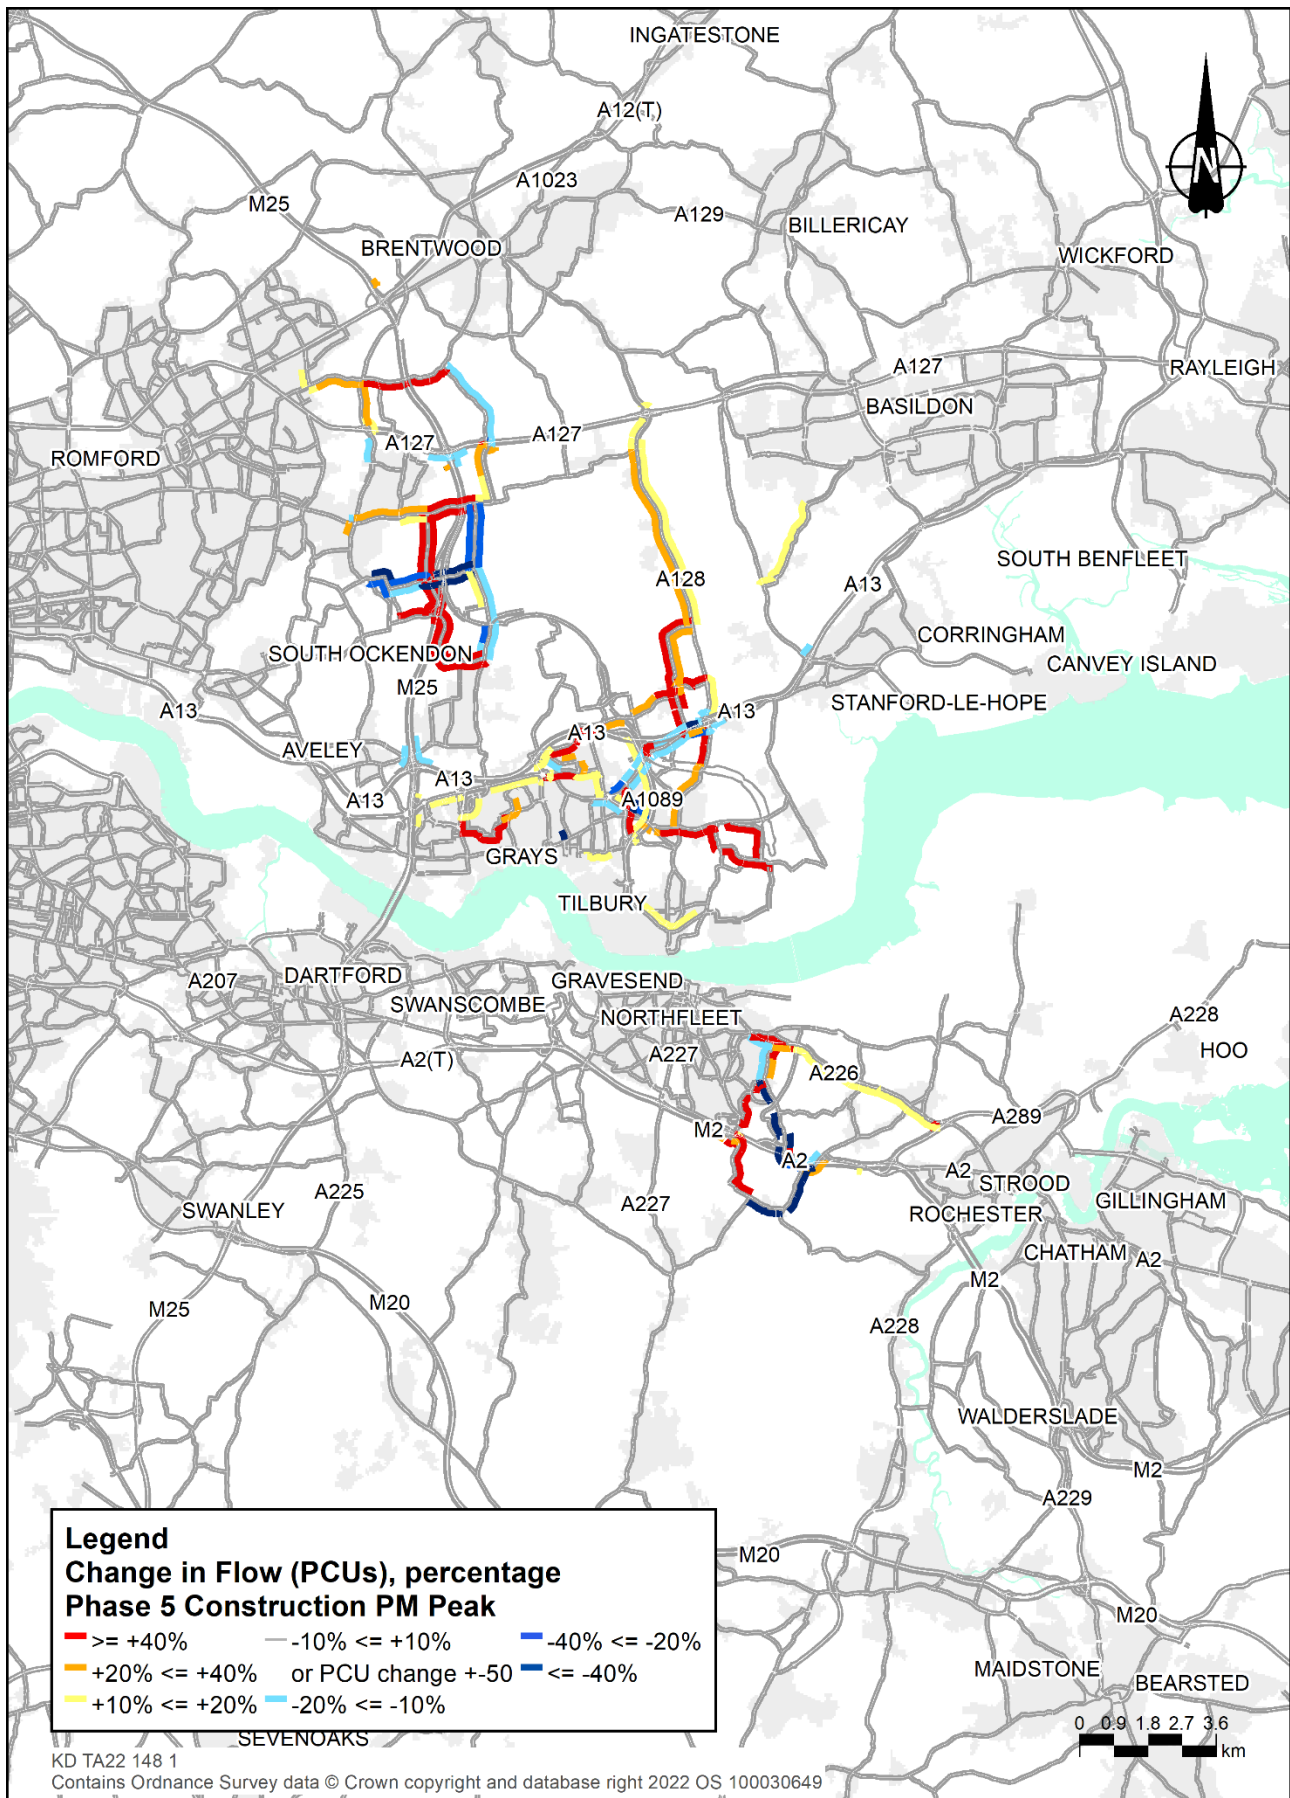 INGATESTONE
A12(T)
N
A1023
M25
A129
BILLERICAY
BRENTWOOD
WICKFORD
A127
RAYLEIGH
BASILDON
A127
A127
ROMFORD
SOUTH BENFLEET
A128
A13
CORRINGHAM
SOUTH OCKENDON
CANVEY ISLAND
M25
STANFORD-LE-HOPE
A13
A13
A13
AVELEY
A13
A13
A1089
GRAYS
TILBURY
DARTFORD
GRAVESEND
A207
SWANSCOMBE
NORTHFLEET
A228
HOO
A227
A2(T)
A226
A289
M2
A2
A2
STROOD
A225
GILLINGHAM
SWANLEY
A227
ROCHESTER
CHATHAM
A2
M2
M25
M20
A228
WALDERSLADE
M2
A229
M20
M20
MAIDSTONE
BEARSTED
Legend
Change in Flow (PCUs), percentage
Phase 5 Construction PM Peak
>= +40%
-10% <= +10%
-40% <= -20%
+20% <= +40%
or PCU change +-50
<= -40%
+10% <= +20%
-20% <= -10%
SEVENOAKS
0 0.9 1.8 2.7 3.6
km
KD TA22 148 1
Contains Ordnance Survey data © Crown copyright and database right 2022 OS 100030649